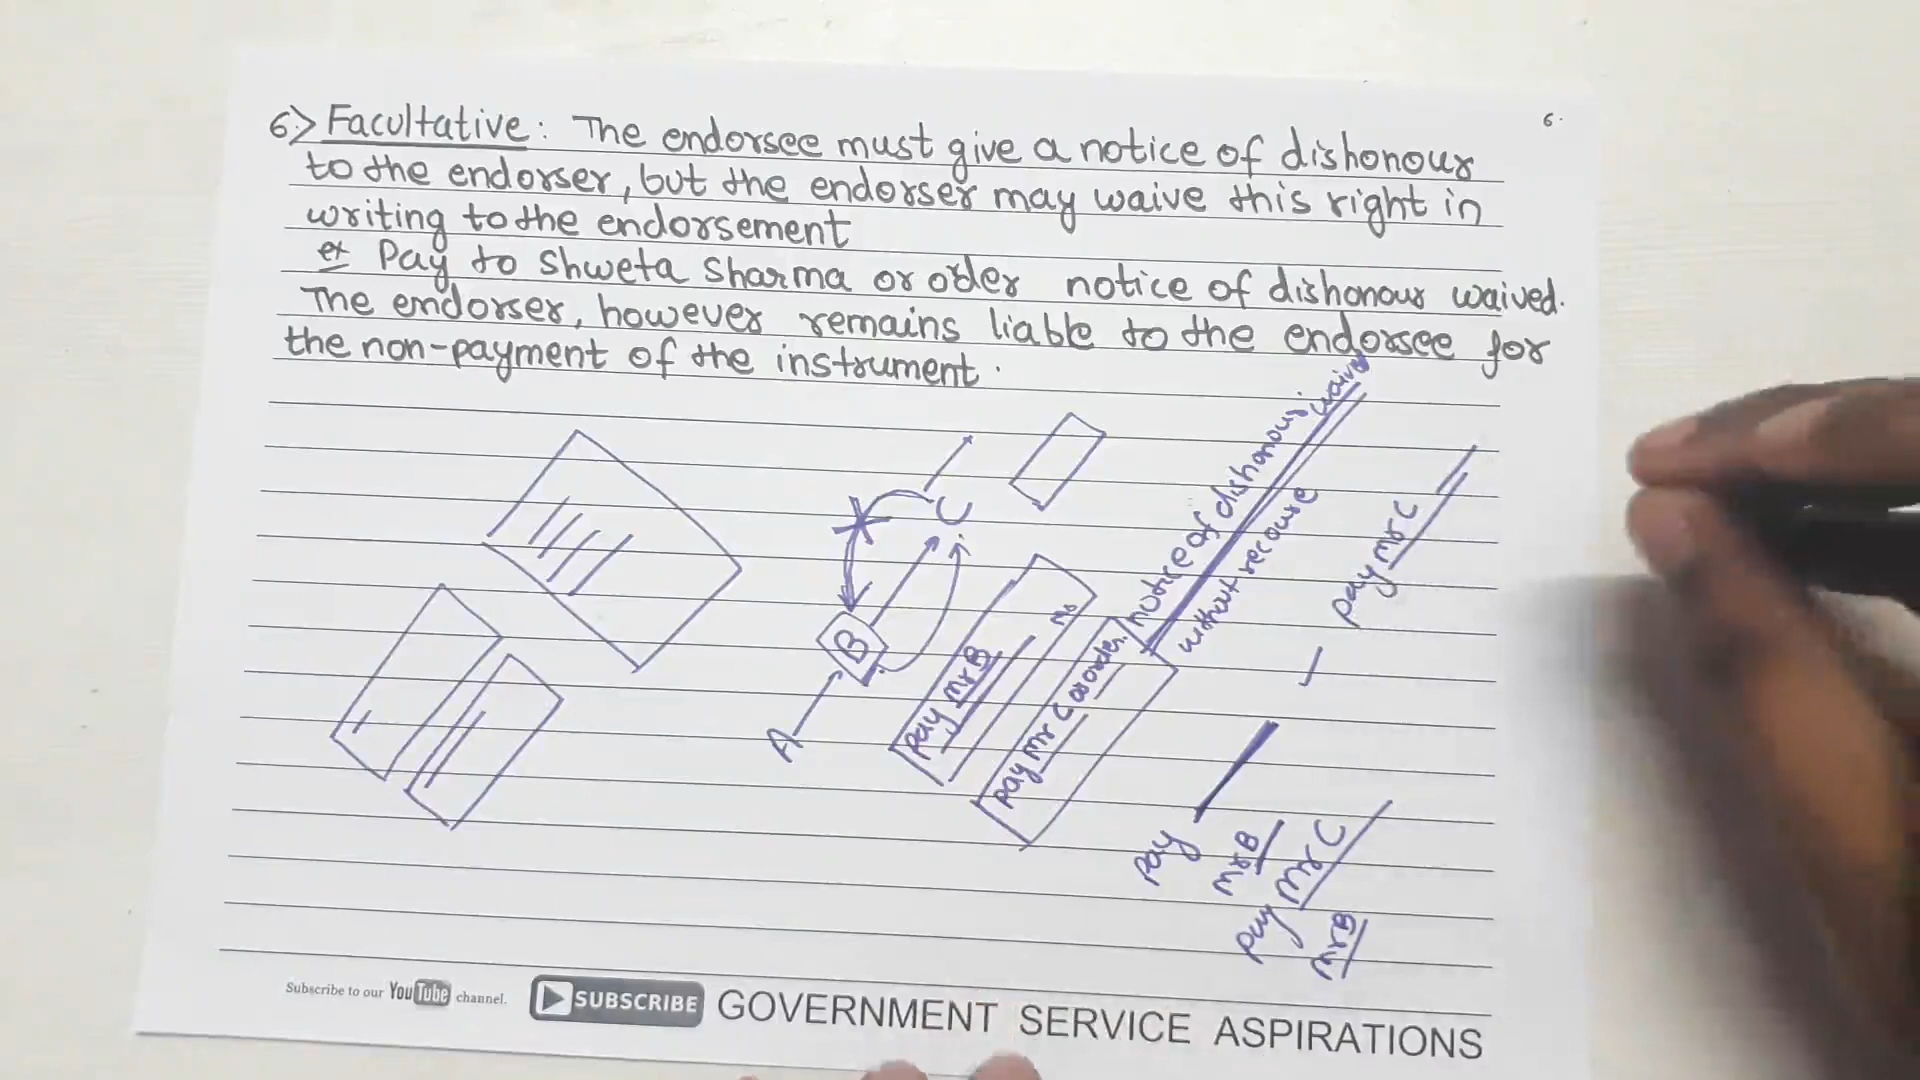 6> Facultative: The endorsee must give a notice of dishonour
to the endorser, but the endorser may waive this right in
writing to the endorsement
ex Pay to Shweta Sharma or order notice of dishonour waived.
The endorser, however remains liable to the endorsee for
the non-payment of the instrument.
6.
C
B
A
pay Mr B
Mr
pay Mr C or order.
notice of dishonour waived
without recourse
pay Mr C
pay
Mr B
pay Mr C
Mr B
Subscribe to our YouTube channel.
SUBSCRIBE
GOVERNMENT SERVICE ASPIRATIONS